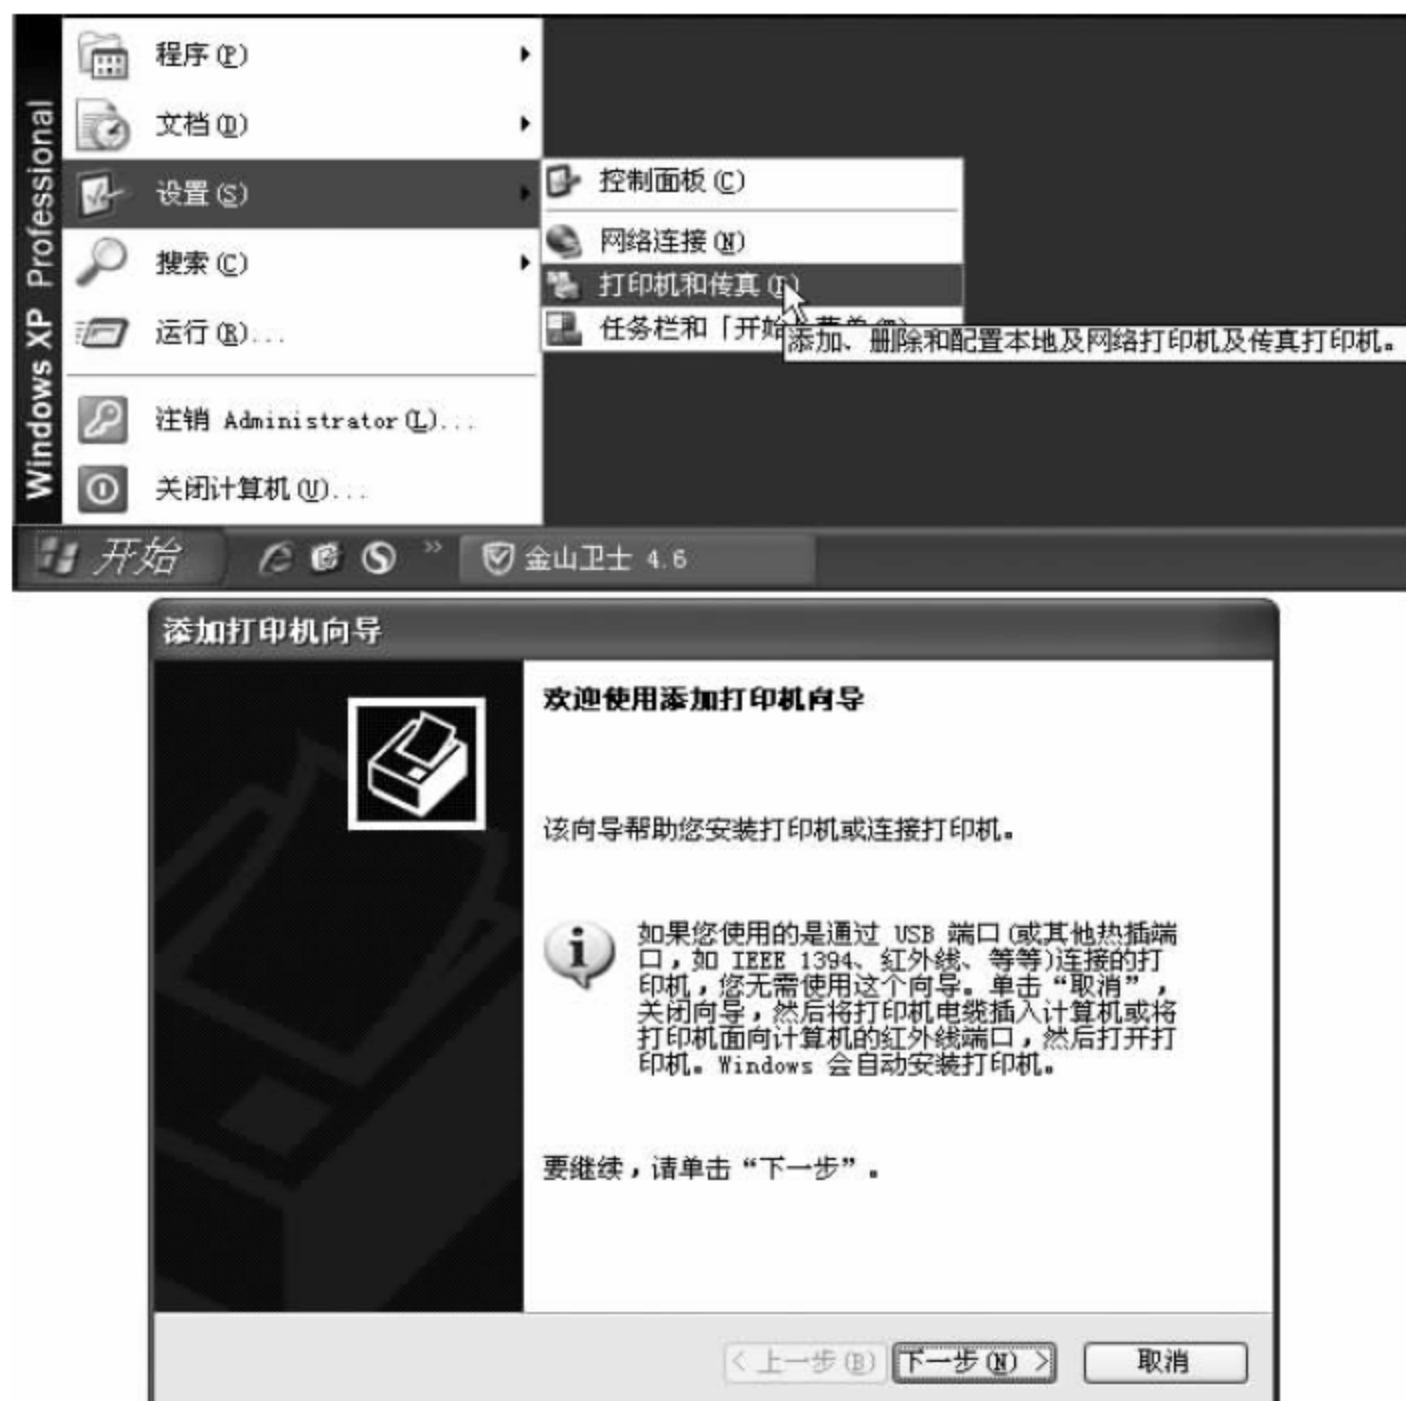 Windows XP Professional
程序(P)
文档(D)
设置(S)
搜索(C)
运行(R)...
注销 Administrator(L)...
关闭计算机(U)...
控制面板(C)
网络连接(N)
打印机和传真
任务栏和「开始
添加、删除和配置本地及网络打印机及传真打印机。
开始
»
金山卫士 4.6
添加打印机向导
欢迎使用添加打印机向导
该向导帮助您安装打印机或连接打印机。
如果您使用的是通过 USB 端口(或其他热插端
口,如 IEEE 1394、红外线、等等)连接的打
印机,您无需使用这个向导。单击“取消”,
关闭向导,然后将打印机电缆插入计算机或将
打印机面向计算机的红外线端口,然后打开打
印机。Windows 会自动安装打印机。
要继续,请单击“下一步”。
<上一步(B)
下一步(N) >
取消